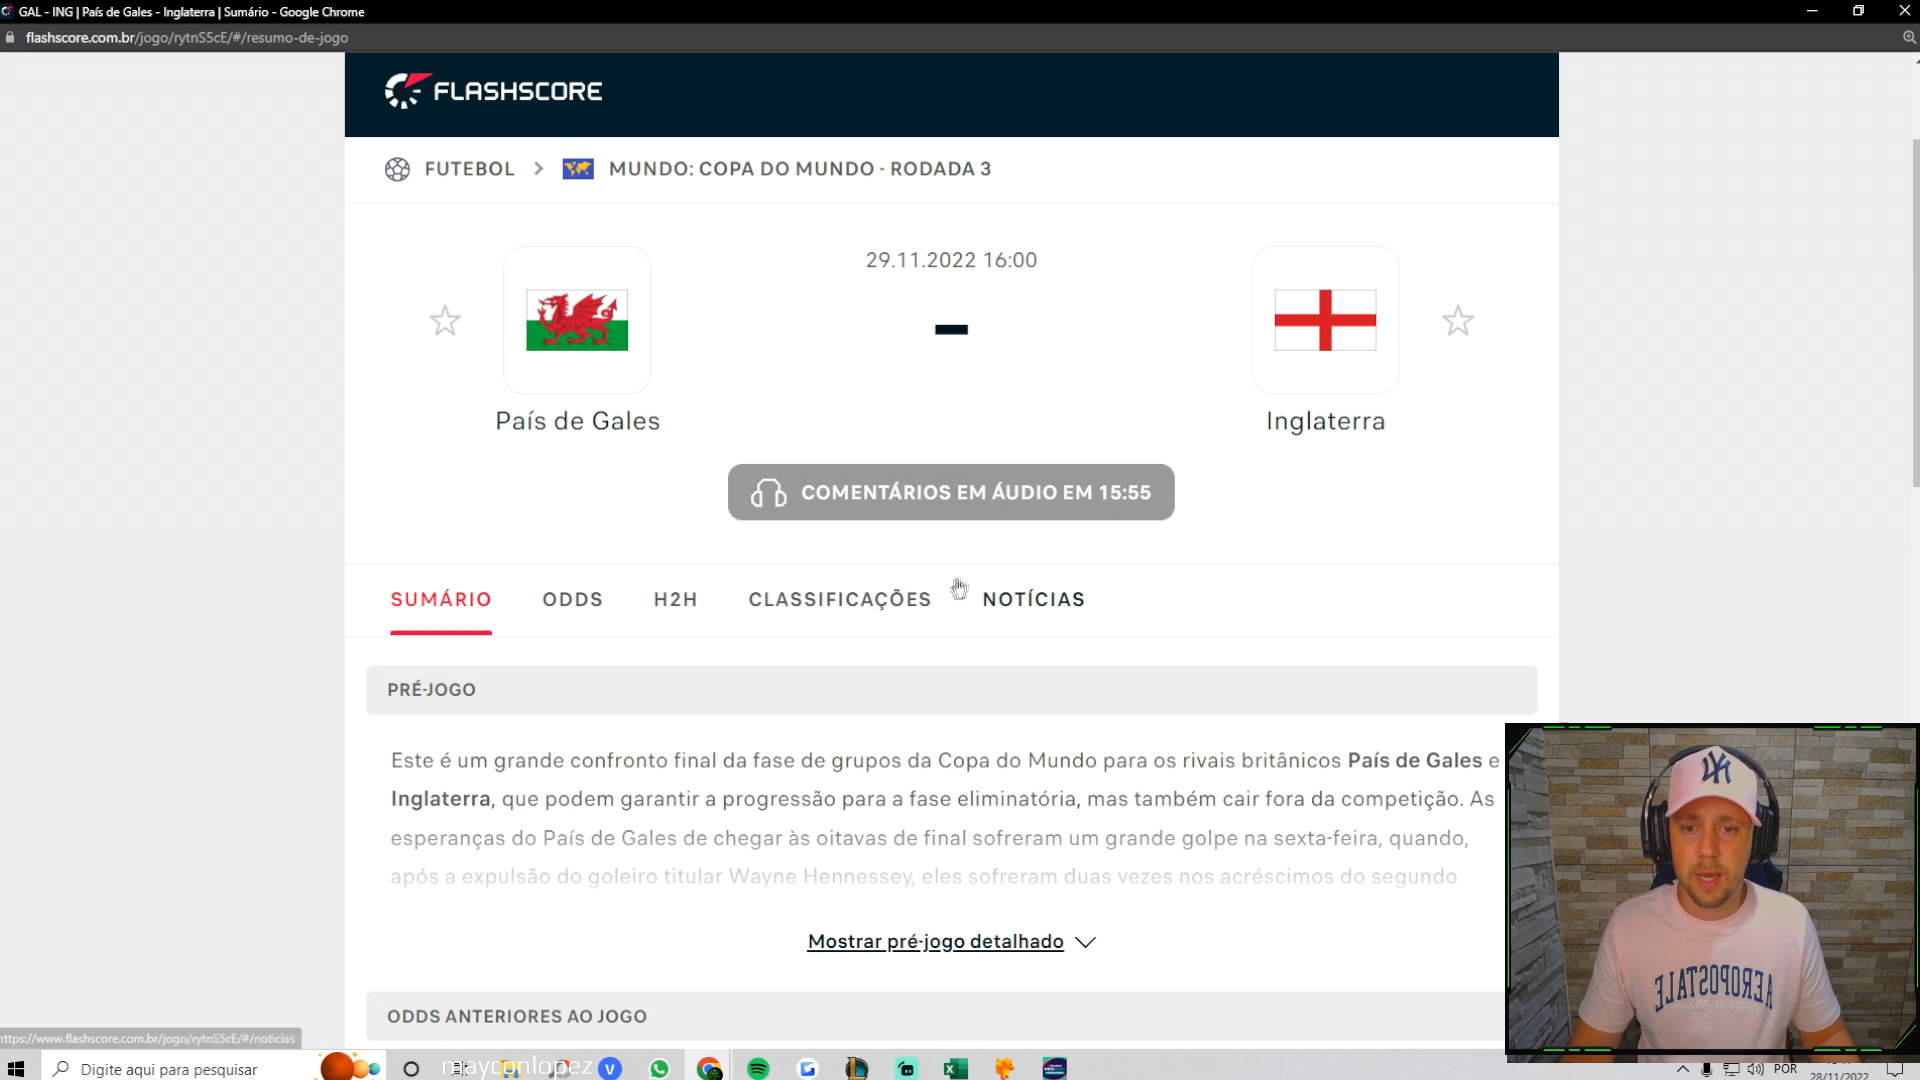 GAL - ING | País de Gales - Inglaterra | Sumário - Google Chrome
flashscore.com.br/jogo/rytnS5cE/#/resumo-de-jogo
FLASHSCORE
FUTEBOL > MUNDO: COPA DO MUNDO - RODADA 3
29.11.2022 16:00
-
País de Gales
Inglaterra
COMENTÁRIOS EM ÁUDIO EM 15:55
SUMÁRIO ODDS H2H CLASSIFICAÇÕES NOTÍCIAS
PRÉ-JOGO
Este é um grande confronto final da fase de grupos da Copa do Mundo para os rivais britânicos País de Gales e
Inglaterra, que podem garantir a progressão para a fase eliminatória, mas também cair fora da competição. As
esperanças do País de Gales de chegar às oitavas de final sofreram um grande golpe na sexta-feira, quando,
após a expulsão do goleiro titular Wayne Hennessey, eles sofreram duas vezes nos acréscimos do segundo
Mostrar pré-jogo detalhado
ODDS ANTERIORES AO JOGO
AEROPOSTALE
https://www.flashscore.com.br/jogo/rytnS5cE/#/noticias
Digite aqui para pesquisar
mayconlopez
POR
28/11/2022